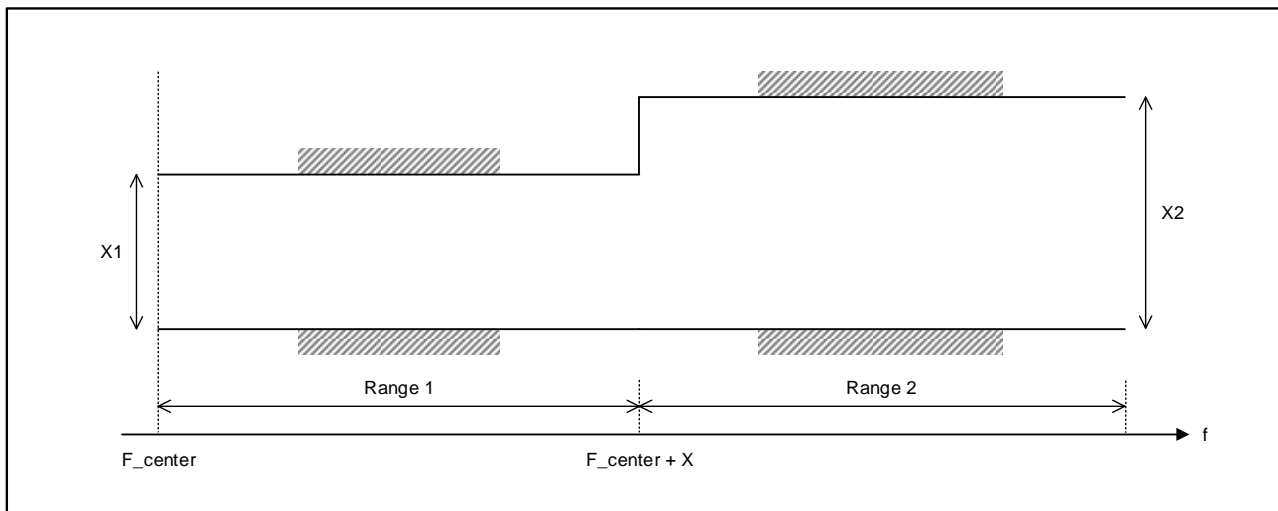 X1
X2
Range 1
Range 2
f
F_center
F_center + X